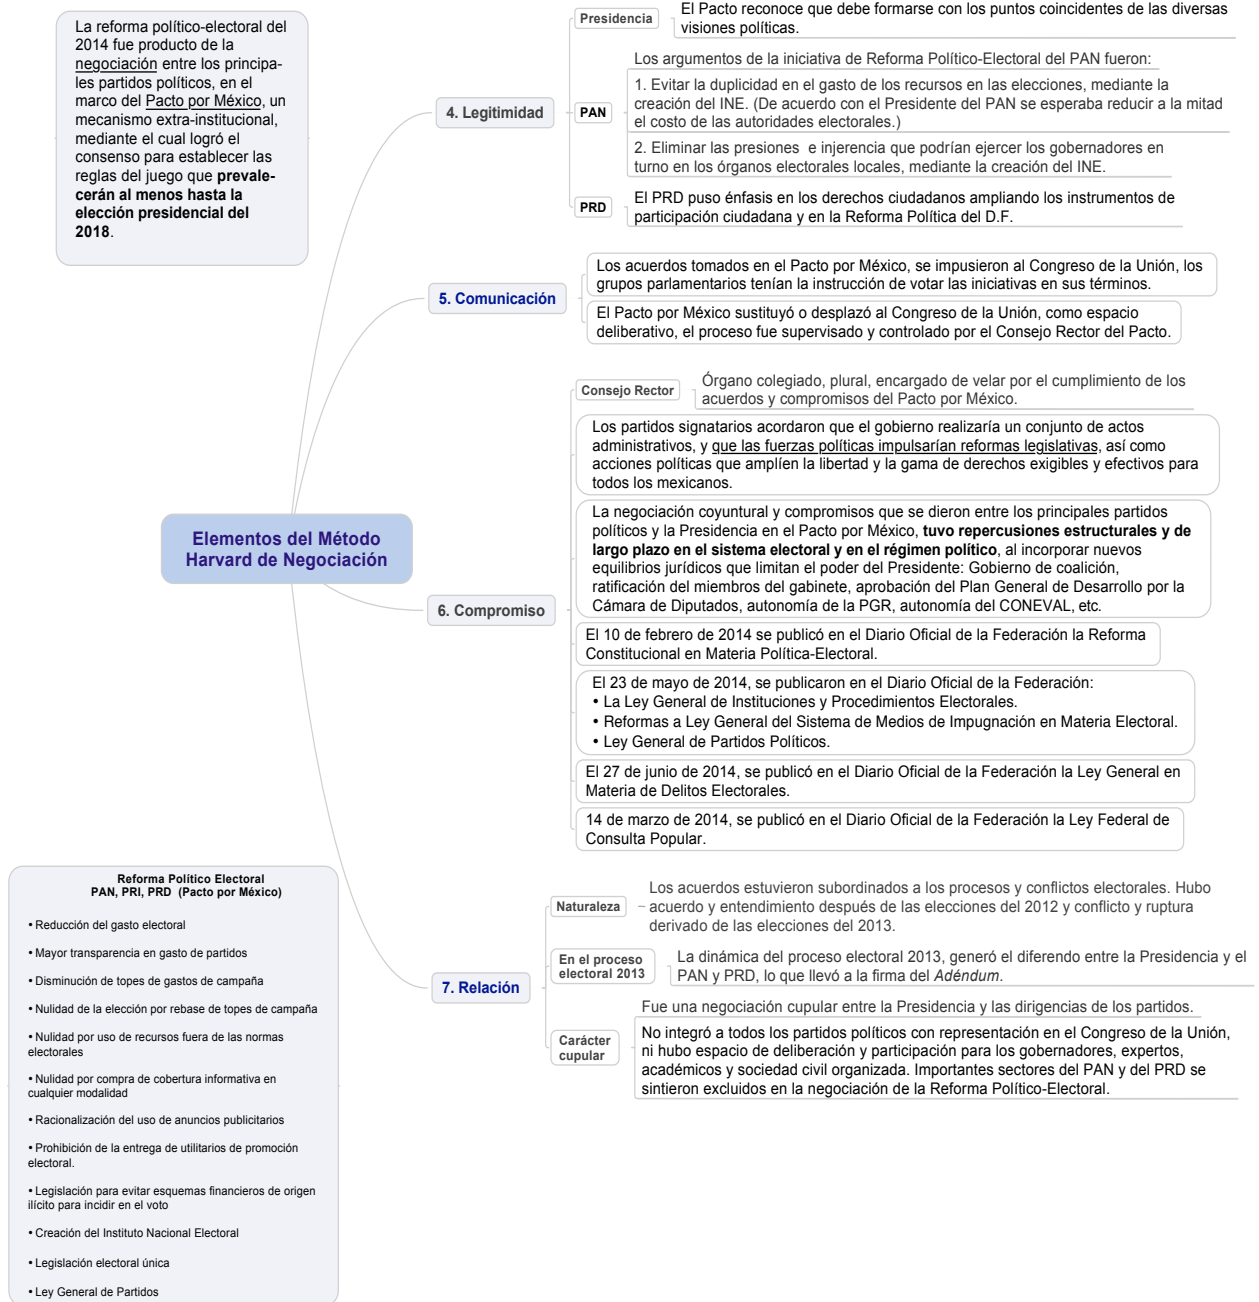 La reforma político-electoral del
2014 fue producto de la
negociación entre los principa-
les partidos políticos, en el
marco del Pacto por México, un
mecanismo extra-institucional,
mediante el cual logró el
consenso para establecer las
reglas del juego que prevale-
cerán al menos hasta la
elección presidencial del
2018.
Elementos del Método
Harvard de Negociación
4. Legitimidad
Presidencia
El Pacto reconoce que debe formarse con los puntos coincidentes de las diversas
visiones políticas.
PAN
Los argumentos de la iniciativa de Reforma Político-Electoral del PAN fueron:
1. Evitar la duplicidad en el gasto de los recursos en las elecciones, mediante la
creación del INE. (De acuerdo con el Presidente del PAN se esperaba reducir a la mitad
el costo de las autoridades electorales.)
2. Eliminar las presiones e injerencia que podrían ejercer los gobernadores en
turno en los órganos electorales locales, mediante la creación del INE.
PRD
El PRD puso énfasis en los derechos ciudadanos ampliando los instrumentos de
participación ciudadana y en la Reforma Política del D.F.
5. Comunicación
Los acuerdos tomados en el Pacto por México, se impusieron al Congreso de la Unión, los
grupos parlamentarios tenían la instrucción de votar las iniciativas en sus términos.
El Pacto por México sustituyó o desplazó al Congreso de la Unión, como espacio
deliberativo, el proceso fue supervisado y controlado por el Consejo Rector del Pacto.
6. Compromiso
Consejo Rector
Órgano colegiado, plural, encargado de velar por el cumplimiento de los
acuerdos y compromisos del Pacto por México.
Los partidos signatarios acordaron que el gobierno realizaría un conjunto de actos
administrativos, y que las fuerzas políticas impulsarían reformas legislativas, así como
acciones políticas que amplíen la libertad y la gama de derechos exigibles y efectivos para
todos los mexicanos.
La negociación coyuntural y compromisos que se dieron entre los principales partidos
políticos y la Presidencia en el Pacto por México, tuvo repercusiones estructurales y de
largo plazo en el sistema electoral y en el régimen político, al incorporar nuevos
equilibrios jurídicos que limitan el poder del Presidente: Gobierno de coalición,
ratificación del miembros del gabinete, aprobación del Plan General de Desarrollo por la
Cámara de Diputados, autonomía de la PGR, autonomía del CONEVAL, etc.
El 10 de febrero de 2014 se publicó en el Diario Oficial de la Federación la Reforma
Constitucional en Materia Política-Electoral.
El 23 de mayo de 2014, se publicaron en el Diario Oficial de la Federación:
• La Ley General de Instituciones y Procedimientos Electorales.
• Reformas a Ley General del Sistema de Medios de Impugnación en Materia Electoral.
• Ley General de Partidos Políticos.
El 27 de junio de 2014, se publicó en el Diario Oficial de la Federación la Ley General en
Materia de Delitos Electorales.
14 de marzo de 2014, se publicó en el Diario Oficial de la Federación la Ley Federal de
Consulta Popular.
7. Relación
Naturaleza
Los acuerdos estuvieron subordinados a los procesos y conflictos electorales. Hubo
acuerdo y entendimiento después de las elecciones del 2012 y conflicto y ruptura
derivado de las elecciones del 2013.
En el proceso
electoral 2013
La dinámica del proceso electoral 2013, generó el diferendo entre la Presidencia y el
PAN y PRD, lo que llevó a la firma del Adéndum.
Carácter
cupular
Fue una negociación cupular entre la Presidencia y las dirigencias de los partidos.
No integró a todos los partidos políticos con representación en el Congreso de la Unión,
ni hubo espacio de deliberación y participación para los gobernadores, expertos,
académicos y sociedad civil organizada. Importantes sectores del PAN y del PRD se
sintieron excluidos en la negociación de la Reforma Político-Electoral.
Reforma Político Electoral
PAN, PRI, PRD (Pacto por México)
• Reducción del gasto electoral
• Mayor transparencia en gasto de partidos
• Disminución de topes de gastos de campaña
• Nulidad de la elección por rebase de topes de campaña
• Nulidad por uso de recursos fuera de las normas
electorales
• Nulidad por compra de cobertura informativa en
cualquier modalidad
• Racionalización del uso de anuncios publicitarios
• Prohibición de la entrega de utilitarios de promoción
electoral.
• Legislación para evitar esquemas financieros de origen
ilícito para incidir en el voto
• Creación del Instituto Nacional Electoral
• Legislación electoral única
• Ley General de Partidos